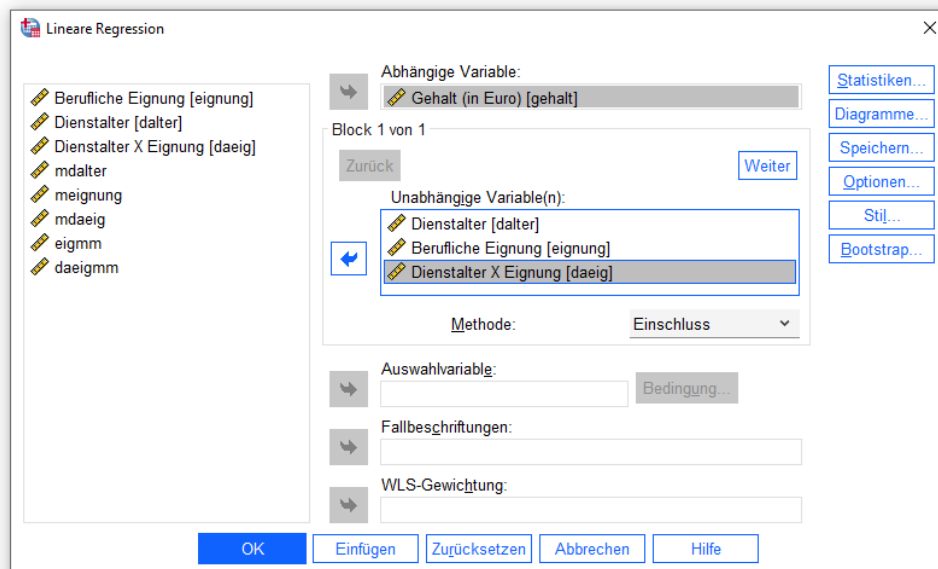 Lineare Regression
Abhängige Variable:
Gehalt (in Euro) [gehalt]
Berufliche Eignung [eignung]
Dienstalter [dalter]
Dienstalter X Eignung [daeig]
mdalter
meignung
mdaeig
eigmm
daeigmm
Block 1 von 1
Zurück
Weiter
Unabhängige Variable(n):
Dienstalter [dalter]
Berufliche Eignung [eignung]
Dienstalter X Eignung [daeig]
Methode:
Einschluss
Auswahlvariable:
Bedingung...
Fallbeschriftungen:
WLS-Gewichtung:
Statistiken...
Diagramme...
Speichern...
Optionen...
Stil...
Bootstrap...
OK
Einfügen
Zurücksetzen
Abbrechen
Hilfe